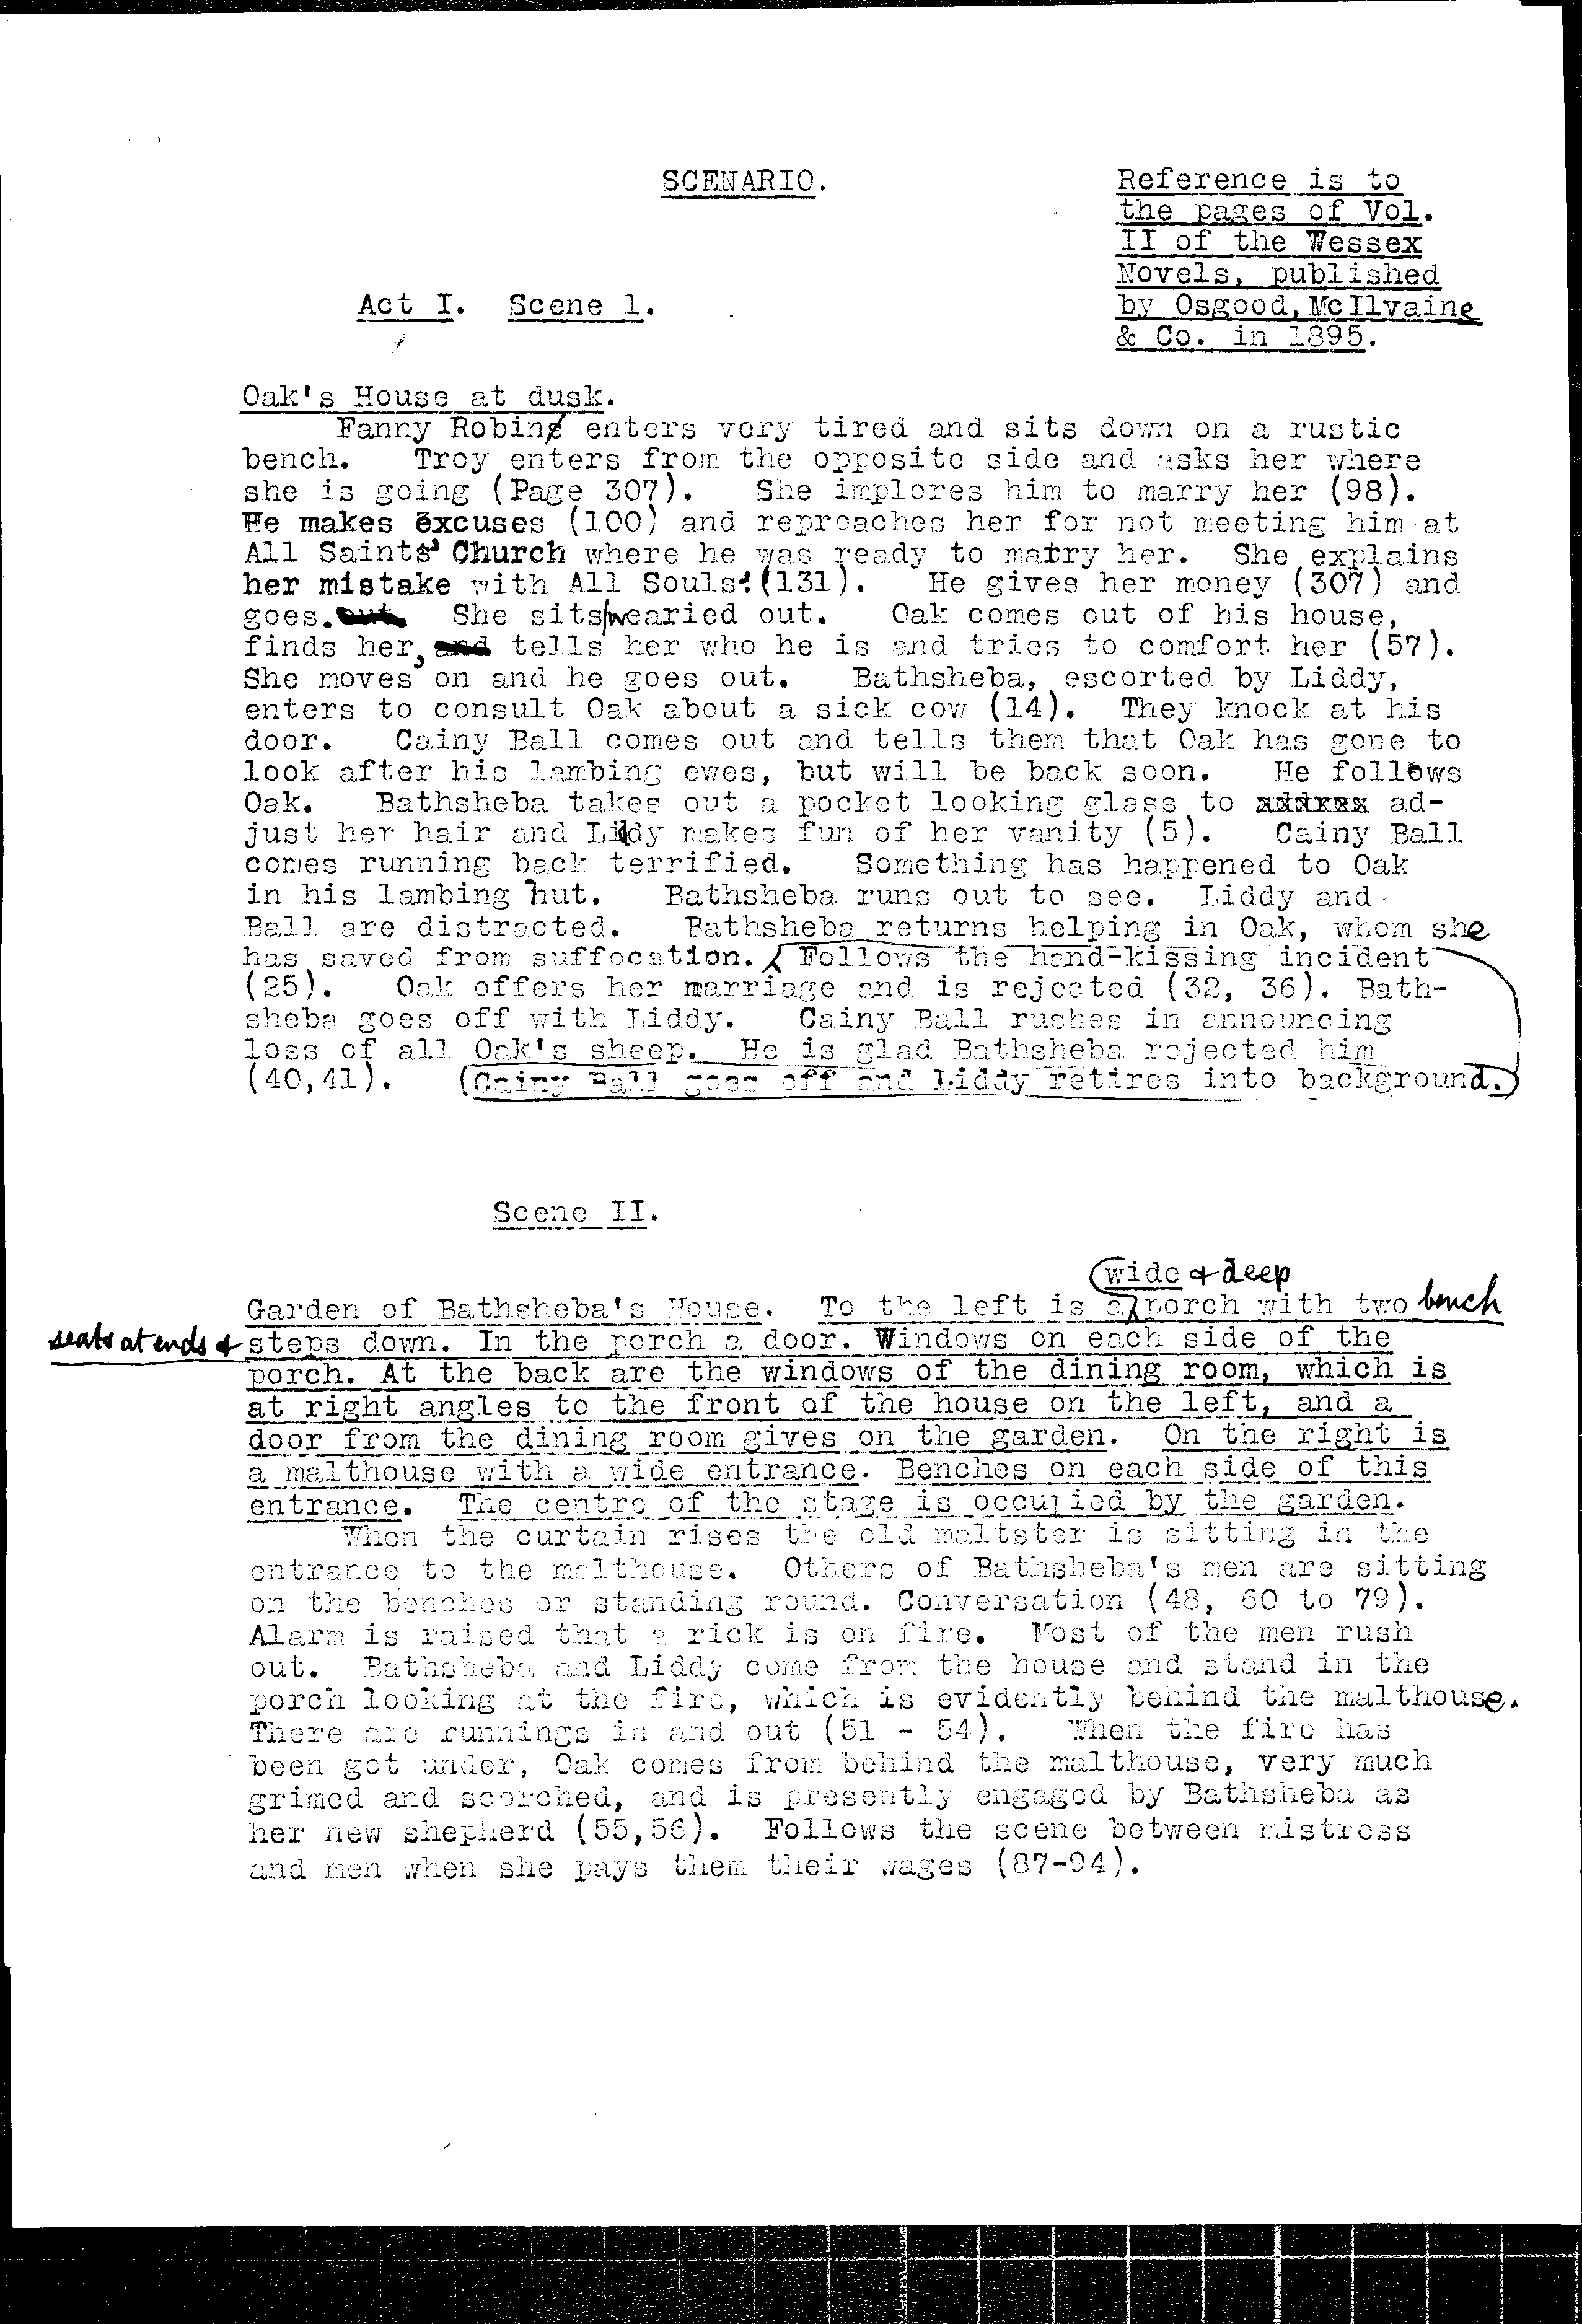 SCENARIO.
Reference is to
the pages of Vol.
II of the Wessex
Novels, published
by Osgood, McIlvaine
& Co. in 1895.
Act I. Scene 1.
Oak's House at dusk.
Fanny Robin enters very tired and sits down on a rustic
bench. Troy enters from the opposite side and asks her where
she is going (Page 307). She implores him to marry her (98).
He makes excuses (100) and reproaches her for not meeting him at
All Saints' Church where he was ready to marry her. She explains
her mistake with All Souls' (131). He gives her money (307) and
goes. out. She sits wearied out. Oak comes out of his house,
finds her, and tells her who he is and tries to comfort her (57).
She moves on and he goes out. Bathsheba, escorted by Liddy,
enters to consult Oak about a sick cow (14). They knock at his
door. Cainy Ball comes out and tells them that Oak has gone to
look after his lambing ewes, but will be back soon. He follows
Oak. Bathsheba takes out a pocket looking glass to ad-
just her hair and Liddy makes fun of her vanity (5). Cainy Ball
comes running back terrified. Something has happened to Oak
in his lambing hut. Bathsheba runs out to see. Liddy and
Ball are distracted. Bathsheba returns helping in Oak, whom she
has saved from suffocation. Follows the hand-kissing incident
(25). Oak offers her marriage and is rejected (32, 36). Bath-
sheba goes off with Liddy. Cainy Ball rushes in announcing
loss of all Oak's sheep. He is glad Bathsheba rejected him
(40,41). (Cainy Ball goes off and Liddy retires into background.)
Scene II.
wide & deep
Garden of Bathsheba's House. To the left is a porch with two bench
seats at ends & steps down. In the porch a door. Windows on each side of the
porch. At the back are the windows of the dining room, which is
at right angles to the front of the house on the left, and a
door from the dining room gives on the garden. On the right is
a malthouse with a wide entrance. Benches on each side of this
entrance. The centre of the stage is occupied by the garden.
When the curtain rises the old maltster is sitting in the
entrance to the malthouse. Others of Bathsheba's men are sitting
on the benches or standing round. Conversation (48, 60 to 79).
Alarm is raised that a rick is on fire. Most of the men rush
out. Bathsheba and Liddy come from the house and stand in the
porch looking at the fire, which is evidently behind the malthouse.
There are runnings in and out (51 - 54). When the fire has
been got under, Oak comes from behind the malthouse, very much
grimed and scorched, and is presently engaged by Bathsheba as
her new shepherd (55,56). Follows the scene between mistress
and men when she pays them their wages (87-94).